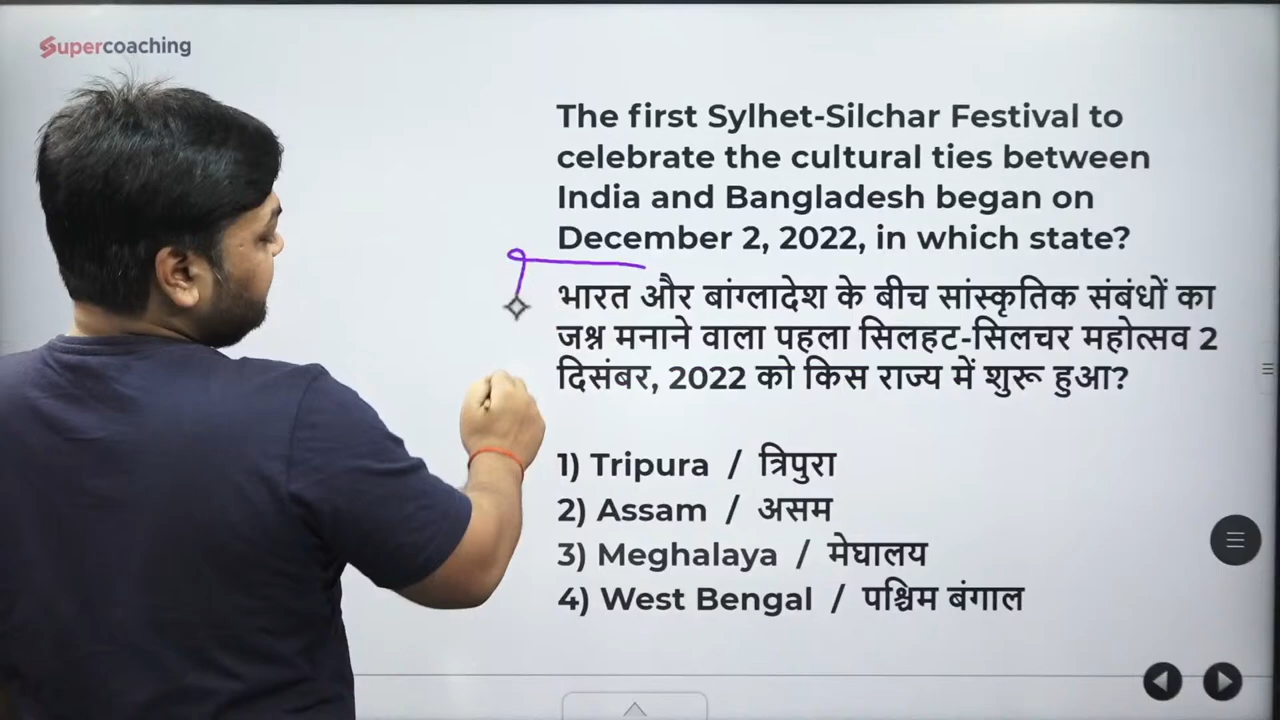 Supercoaching
The first Sylhet-Silchar Festival to
celebrate the cultural ties between
India and Bangladesh began on
December 2, 2022, in which state?
भारत और बांग्लादेश के बीच सांस्कृतिक संबंधों का
जश्न मनाने वाला पहला सिलहट-सिलचर महोत्सव 2
दिसंबर, 2022 को किस राज्य में शुरू हुआ?
1) Tripura / त्रिपुरा
2) Assam / असम
3) Meghalaya / मेघालय
4) West Bengal / पश्चिम बंगाल